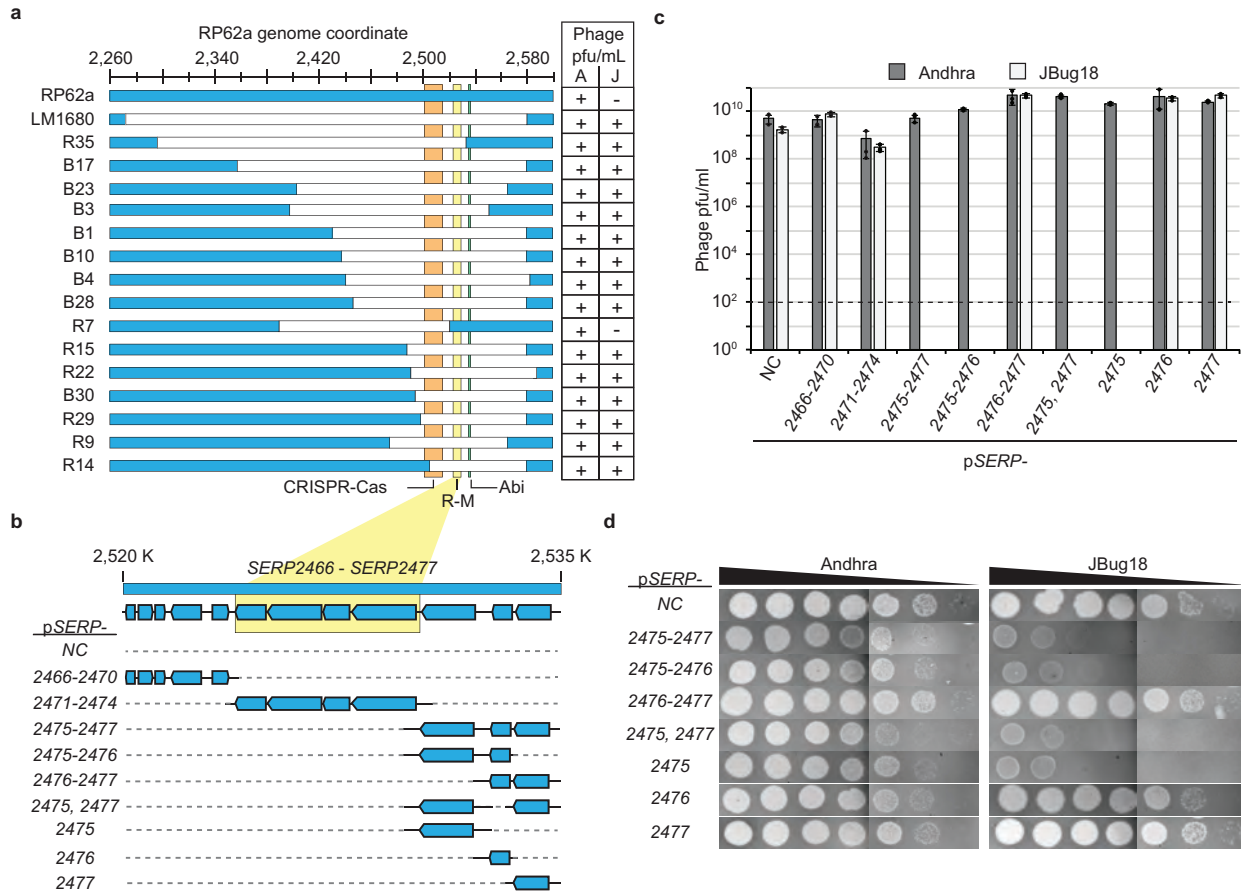 a
RP62a genome coordinate
2,260 2,340 2,420 2,500 2,580
Phage
pfu/mL
A J
RP62a + -
LM1680 + +
R35 + +
B17 + +
B23 + +
B3 + +
B1 + +
B10 + +
B4 + +
B28 + +
R7 + -
R15 + +
R22 + +
B30 + +
R29 + +
R9 + +
R14 + +
CRISPR-Cas R-M Abi
b
2,520 K 2,535 K
SERP2466 - SERP2477
pSERP-
NC
2466-2470
2471-2474
2475-2477
2475-2476
2476-2477
2475, 2477
2475
2476
2477
c
Andhra JBug18
Phage pfu/ml
10^10
10^8
10^6
10^4
10^2
10^0
NC 2466-2470 2471-2474 2475-2477 2475-2476 2476-2477 2475, 2477 2475 2476 2477
pSERP-
d
Andhra JBug18
pSERP-
NC
2475-2477
2475-2476
2476-2477
2475, 2477
2475
2476
2477